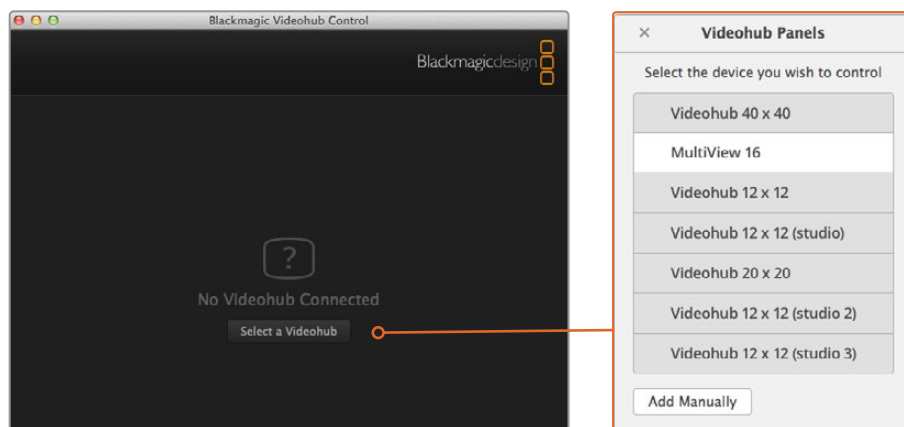 Blackmagic Videohub Control
Blackmagicdesign
?
No Videohub Connected
Select a Videohub
Videohub Panels
Select the device you wish to control
Videohub 40 x 40
MultiView 16
Videohub 12 x 12
Videohub 12 x 12 (studio)
Videohub 20 x 20
Videohub 12 x 12 (studio 2)
Videohub 12 x 12 (studio 3)
Add Manually